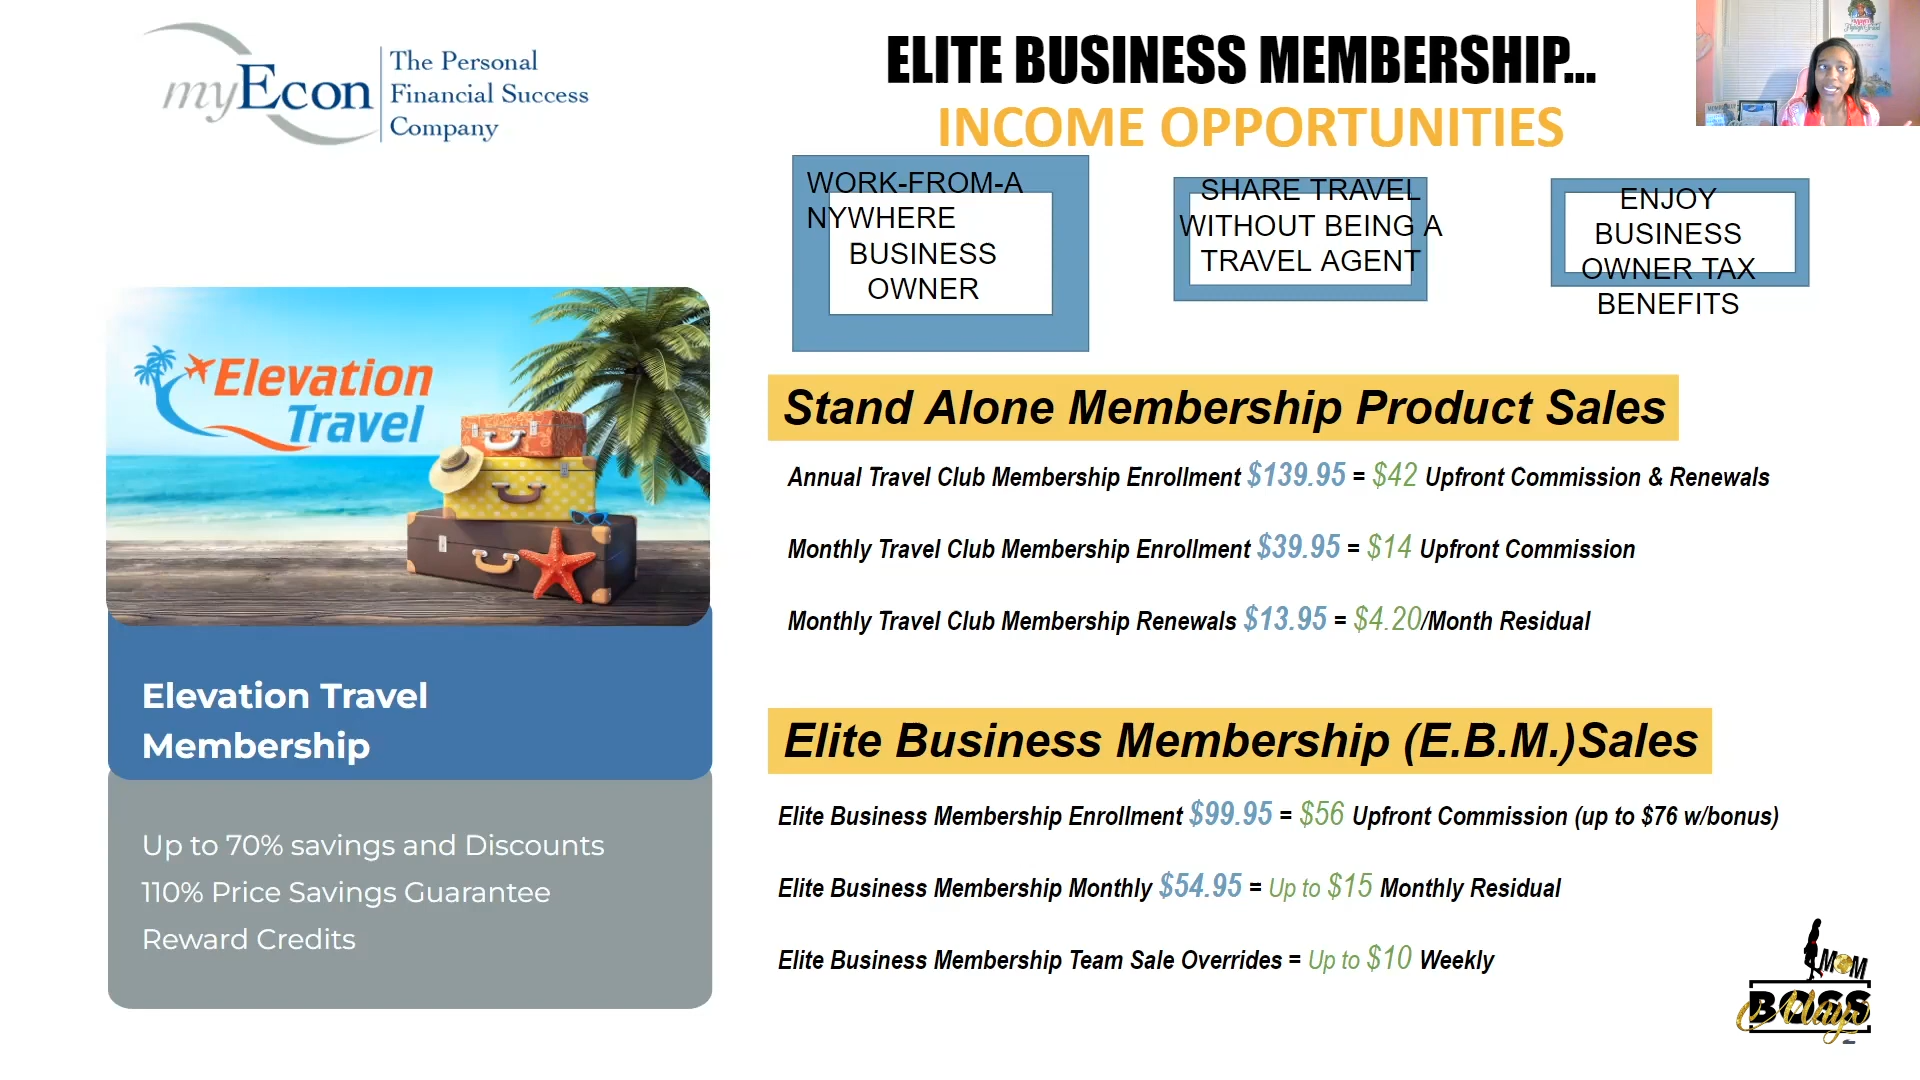 myEcon
The Personal
Financial Success
Company
ELITE BUSINESS MEMBERSHIP...
INCOME OPPORTUNITIES
WORK-FROM-A
NYWHERE
BUSINESS
OWNER
SHARE TRAVEL
WITHOUT BEING A
TRAVEL AGENT
ENJOY
BUSINESS
OWNER TAX
BENEFITS
Elevation
Travel
Elevation Travel
Membership
Up to 70% savings and Discounts
110% Price Savings Guarantee
Reward Credits
Stand Alone Membership Product Sales
Annual Travel Club Membership Enrollment $139.95 = $42 Upfront Commission & Renewals
Monthly Travel Club Membership Enrollment $39.95 = $14 Upfront Commission
Monthly Travel Club Membership Renewals $13.95 = $4.20/Month Residual
Elite Business Membership (E.B.M.)Sales
Elite Business Membership Enrollment $99.95 = $56 Upfront Commission (up to $76 w/bonus)
Elite Business Membership Monthly $54.95 = Up to $15 Monthly Residual
Elite Business Membership Team Sale Overrides = Up to $10 Weekly
MOM
BOSS